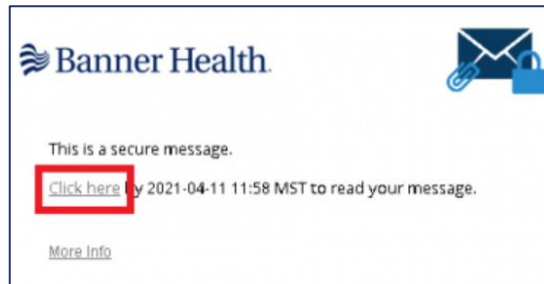 Banner Health.
This is a secure message.
Click here by 2021-04-11 11:58 MST to read your message.
More Info